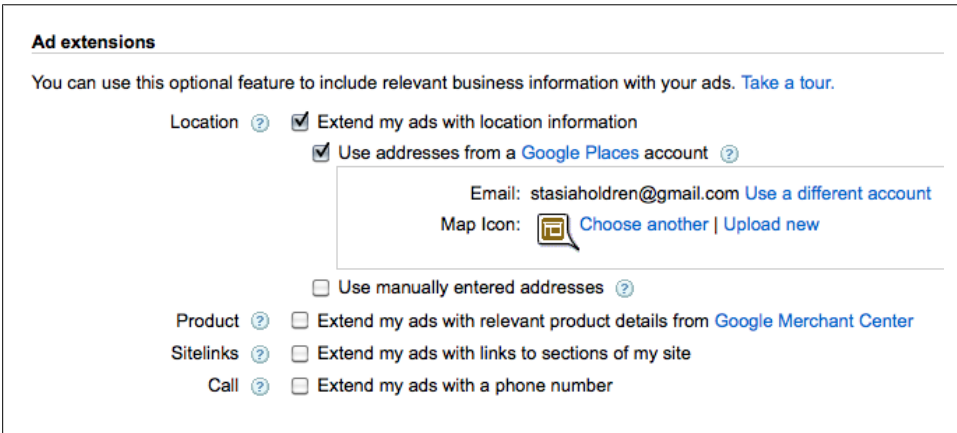 Ad extensions
You can use this optional feature to include relevant business information with your ads. Take a tour.
Location ? Extend my ads with location information
Use addresses from a Google Places account ?
Email: stasiaholdren@gmail.com Use a different account
Map Icon: Choose another | Upload new
Use manually entered addresses ?
Product ? Extend my ads with relevant product details from Google Merchant Center
Sitelinks ? Extend my ads with links to sections of my site
Call ? Extend my ads with a phone number